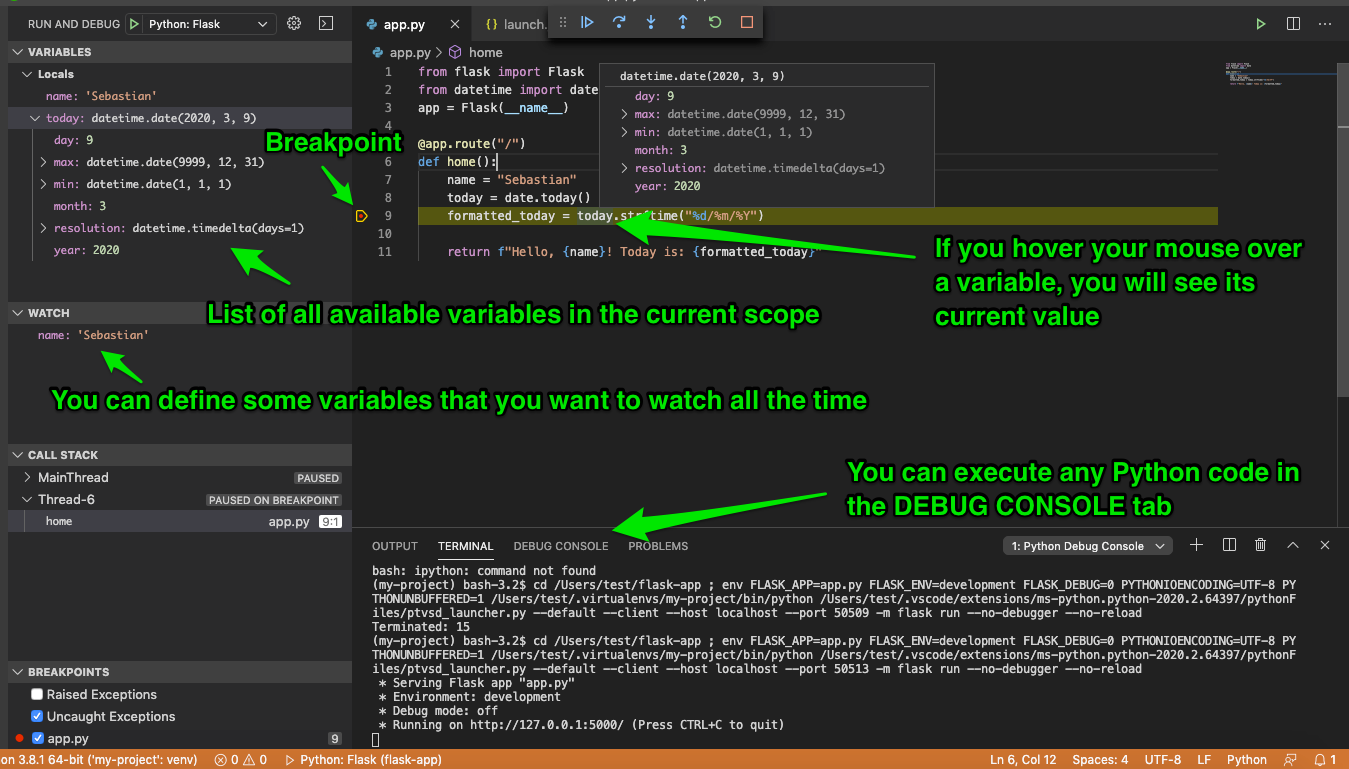 RUN AND DEBUG Python: Flask
VARIABLES
Locals
name: 'Sebastian'
today: datetime.date(2020, 3, 9)
day: 9
max: datetime.date(9999, 12, 31)
min: datetime.date(1, 1, 1)
month: 3
resolution: datetime.timedelta(days=1)
year: 2020
List of all available variables in the current scope
WATCH
name: 'Sebastian'
You can define some variables that you want to watch all the time
CALL STACK
MainThread PAUSED
Thread-6 PAUSED ON BREAKPOINT
home app.py 9:1
BREAKPOINTS
Raised Exceptions
Uncaught Exceptions
app.py 9
app.py launch.
app.py > home
1 from flask import Flask
2 from datetime import date
3 app = Flask(__name__)
4
@app.route("/")
6 def home():
7 name = "Sebastian"
8 today = date.today()
9 formatted_today = today.strftime("%d/%m/%Y")
10
11 return f"Hello, {name}! Today is: {formatted_today}
Breakpoint
datetime.date(2020, 3, 9)
day: 9
max: datetime.date(9999, 12, 31)
min: datetime.date(1, 1, 1)
month: 3
resolution: datetime.timedelta(days=1)
year: 2020
If you hover your mouse over
a variable, you will see its
current value
You can execute any Python code in
the DEBUG CONSOLE tab
OUTPUT TERMINAL DEBUG CONSOLE PROBLEMS 1: Python Debug Console
bash: ipython: command not found
(my-project) bash-3.2$ cd /Users/test/flask-app ; env FLASK_APP=app.py FLASK_ENV=development FLASK_DEBUG=0 PYTHONIOENCODING=UTF-8 PY
THONUNBUFFERED=1 /Users/test/.virtualenvs/my-project/bin/python /Users/test/.vscode/extensions/ms-python.python-2020.2.64397/pythonF
iles/ptvsd_launcher.py --default --client --host localhost --port 50509 -m flask run --no-debugger --no-reload
Terminated: 15
(my-project) bash-3.2$ cd /Users/test/flask-app ; env FLASK_APP=app.py FLASK_ENV=development FLASK_DEBUG=0 PYTHONIOENCODING=UTF-8 PY
THONUNBUFFERED=1 /Users/test/.virtualenvs/my-project/bin/python /Users/test/.vscode/extensions/ms-python.python-2020.2.64397/pythonF
iles/ptvsd_launcher.py --default --client --host localhost --port 50513 -m flask run --no-debugger --no-reload
* Serving Flask app "app.py"
* Environment: development
* Debug mode: off
* Running on http://127.0.0.1:5000/ (Press CTRL+C to quit)
on 3.8.1 64-bit ('my-project': venv) 0 0 Python: Flask (flask-app) Ln 6, Col 12 Spaces: 4 UTF-8 LF Python 1